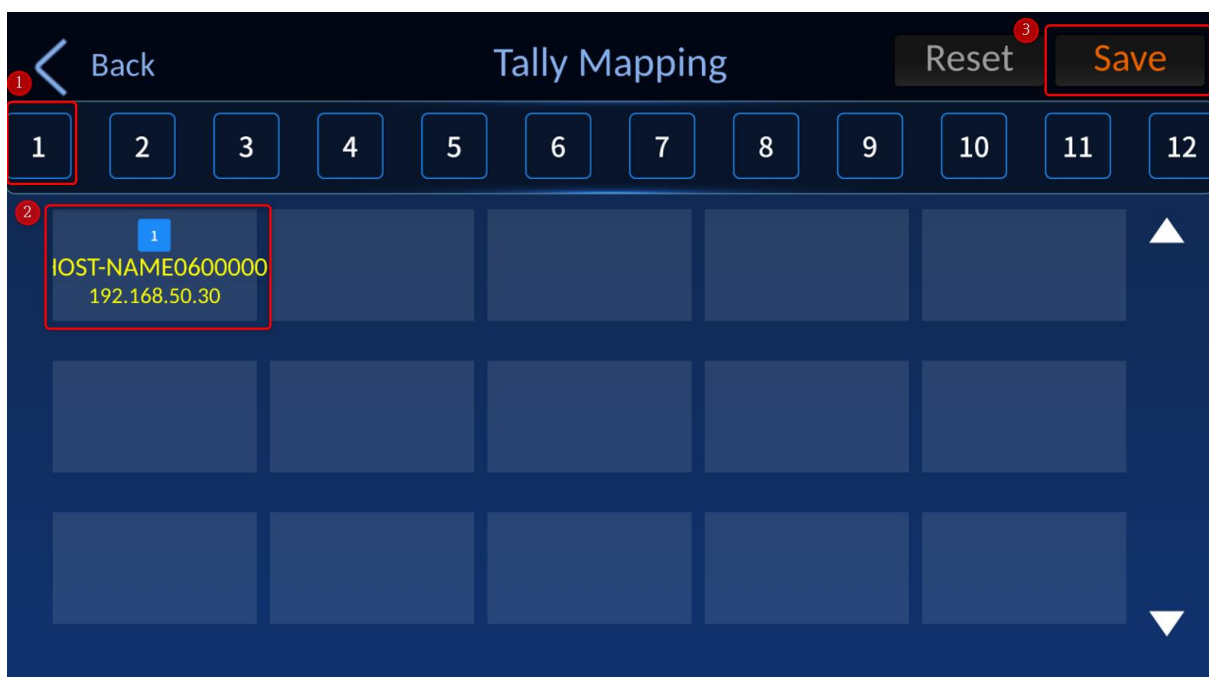 Back
Tally Mapping
Reset
3
Save
1
1 2 3 4 5 6 7 8 9 10 11 12
2
1
HOST-NAME0600000
192.168.50.30